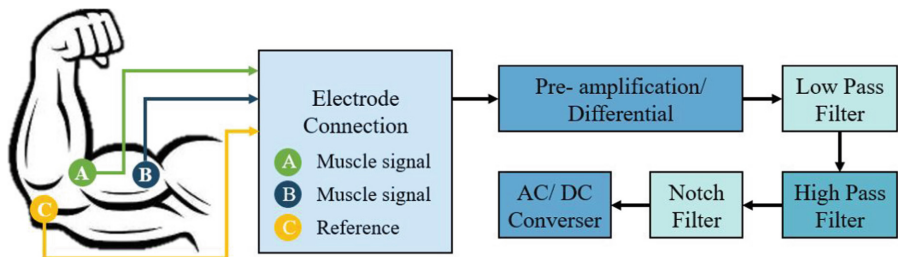 A
B
C
Electrode
Connection
A Muscle signal
B Muscle signal
C Reference
Pre- amplification/
Differential
Low Pass
Filter
High Pass
Filter
Notch
Filter
AC/ DC
Converser